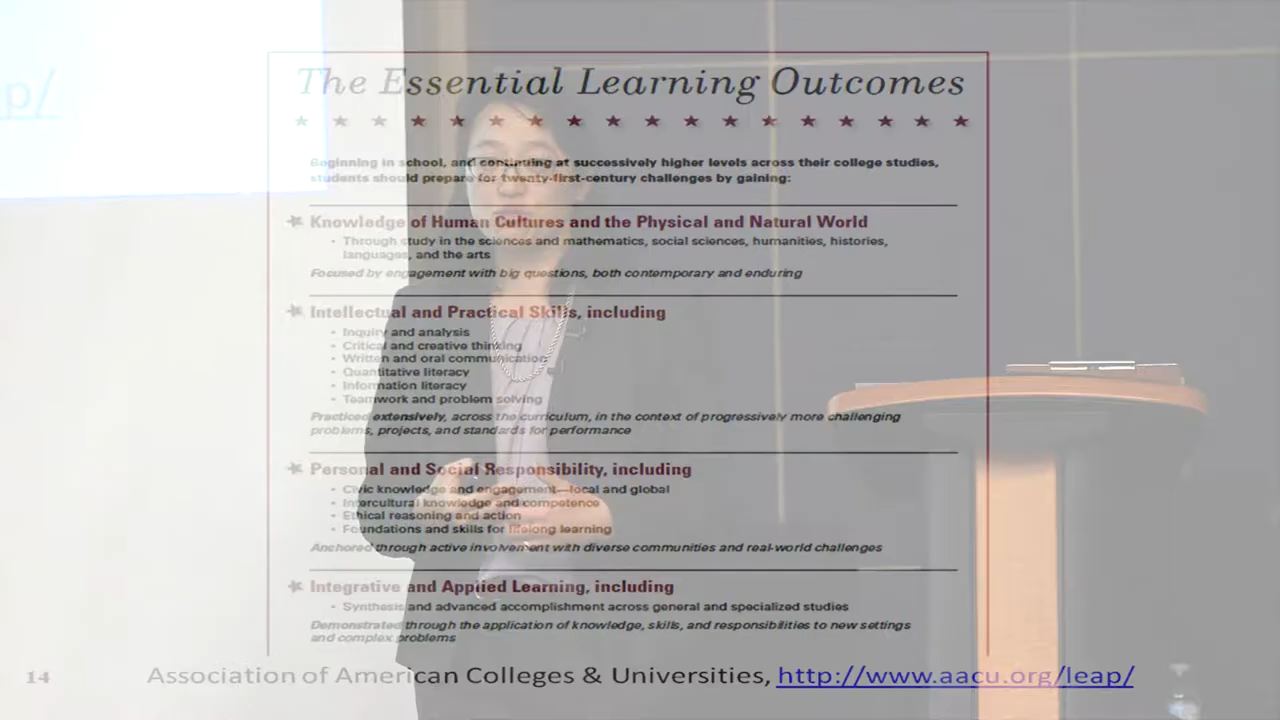 p/
The Essential Learning Outcomes
Beginning in school, and continuing at successively higher levels across their college studies,
students should prepare for twenty-first-century challenges by gaining:
Knowledge of Human Cultures and the Physical and Natural World
• Through study in the sciences and mathematics, social sciences, humanities, histories,
languages, and the arts
Focused by engagement with big questions, both contemporary and enduring
Intellectual and Practical Skills, including
• Inquiry and analysis
• Critical and creative thinking
• Written and oral communication
• Quantitative literacy
• Information literacy
• Teamwork and problem solving
Practiced extensively, across the curriculum, in the context of progressively more challenging
problems, projects, and standards for performance
Personal and Social Responsibility, including
• Civic knowledge and engagement—local and global
• Intercultural knowledge and competence
• Ethical reasoning and action
• Foundations and skills for lifelong learning
Anchored through active involvement with diverse communities and real-world challenges
Integrative and Applied Learning, including
• Synthesis and advanced accomplishment across general and specialized studies
Demonstrated through the application of knowledge, skills, and responsibilities to new settings
and complex problems
14
Association of American Colleges & Universities, http://www.aacu.org/leap/